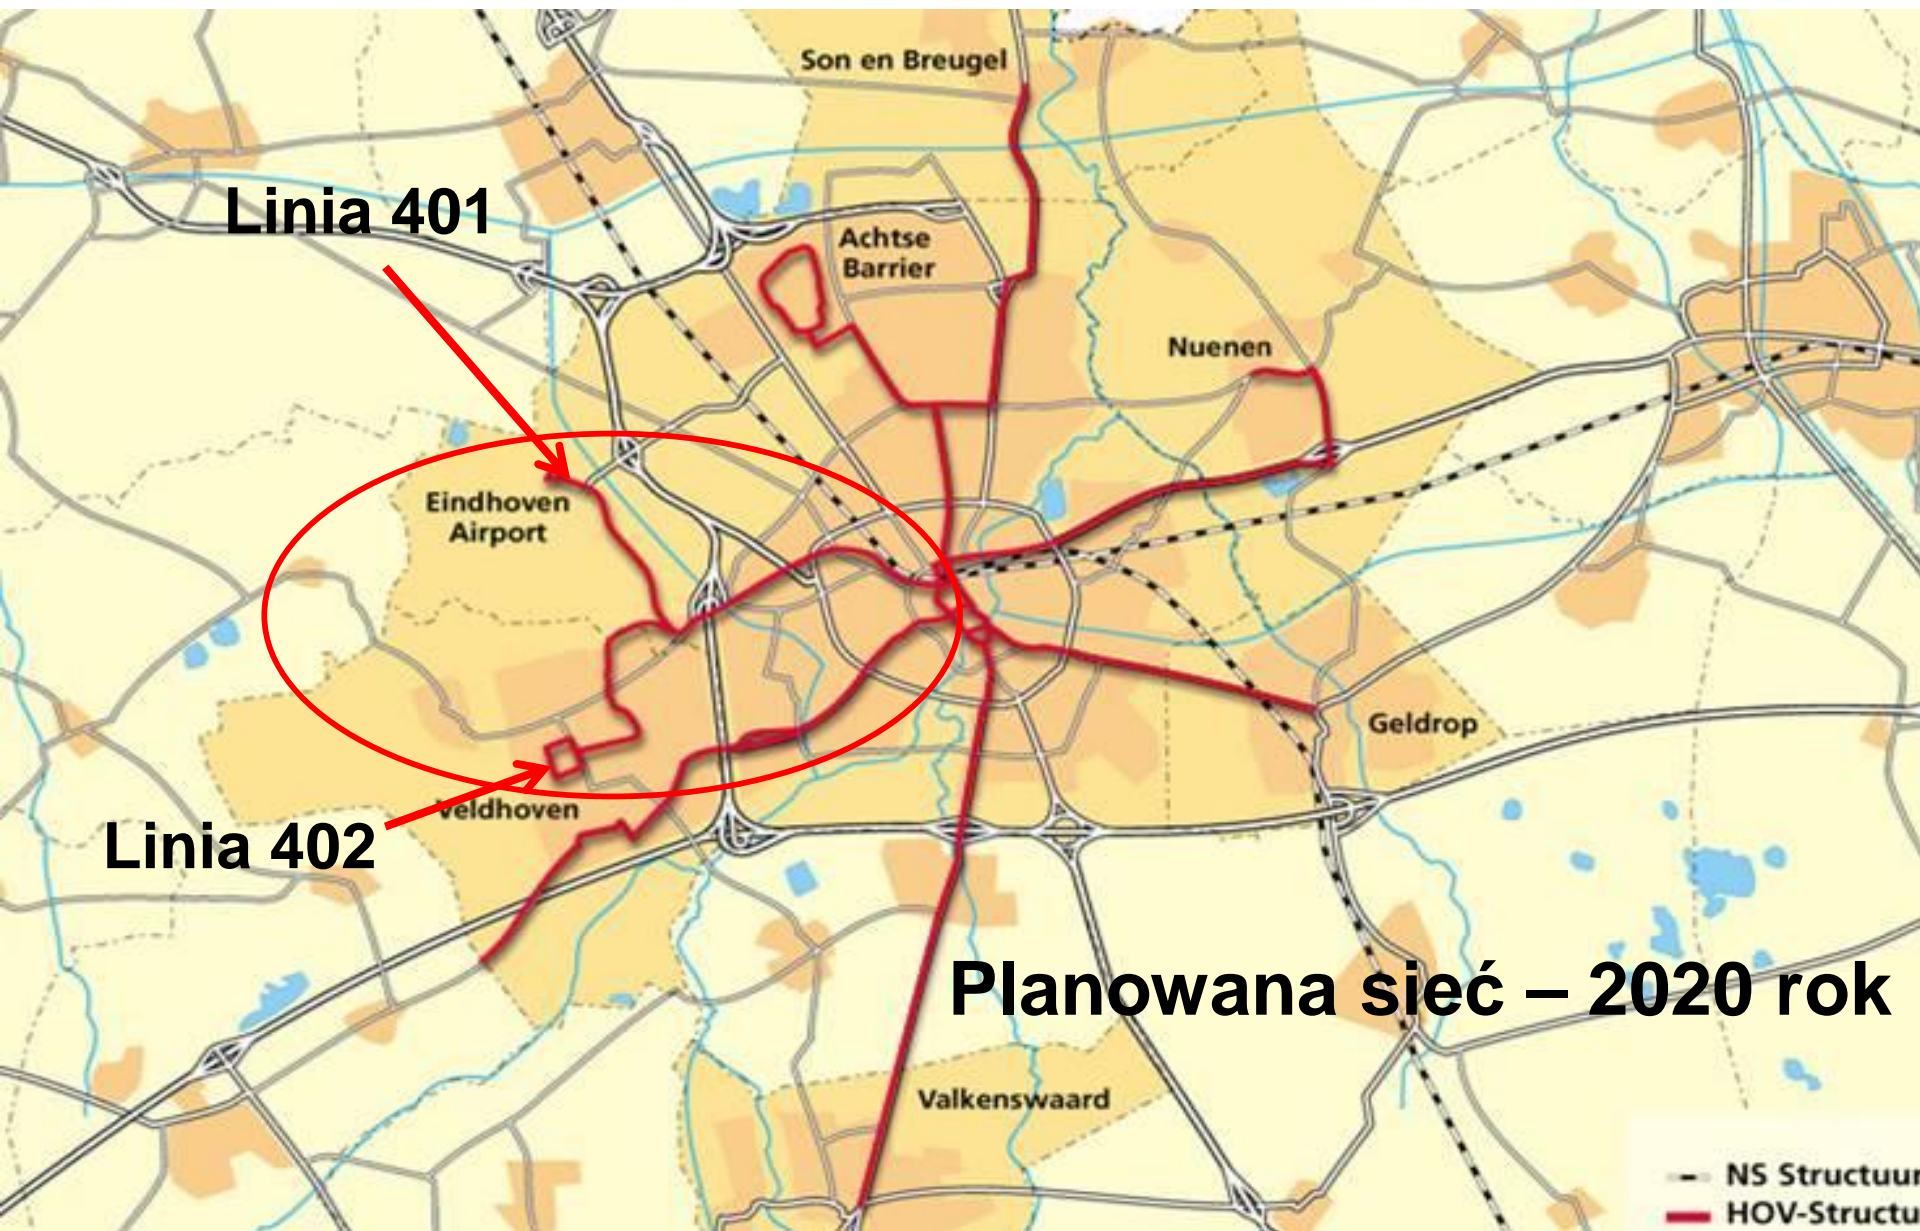 Son en Breugel
Linia 401
Achtse
Barrier
Nuenen
Eindhoven
Airport
Geldrop
Veldhoven
Linia 402
Planowana sieć – 2020 rok
Valkenswaard
NS Structuur
HOV-Structu